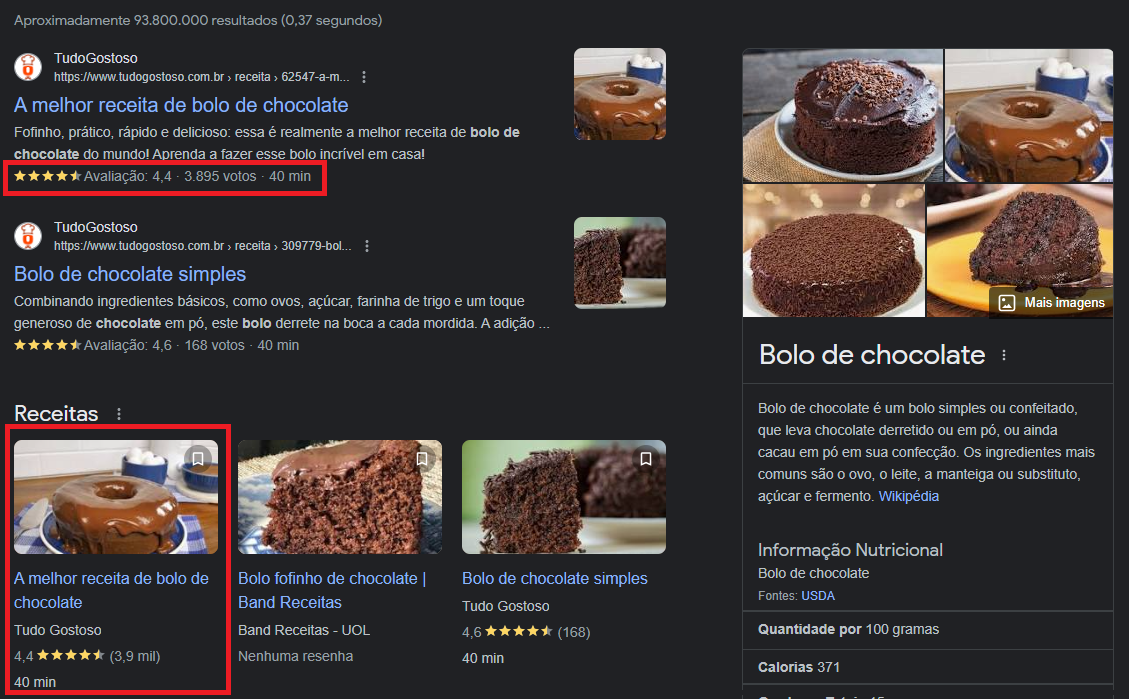 Aproximadamente 93.800.000 resultados (0,37 segundos)
TudoGostoso
https://www.tudogostoso.com.br › receita › 62547-a-m...
A melhor receita de bolo de chocolate
Fofinho, prático, rápido e delicioso: essa é realmente a melhor receita de bolo de
chocolate do mundo! Aprenda a fazer esse bolo incrível em casa!
Avaliação: 4,4 · 3.895 votos · 40 min
TudoGostoso
https://www.tudogostoso.com.br › receita › 309779-bol...
Bolo de chocolate simples
Combinando ingredientes básicos, como ovos, açúcar, farinha de trigo e um toque
generoso de chocolate em pó, este bolo derrete na boca a cada mordida. A adição ...
Avaliação: 4,6 · 168 votos · 40 min
Receitas
A melhor receita de bolo de
chocolate
Tudo Gostoso
4,4 (3,9 mil)
40 min
Bolo fofinho de chocolate |
Band Receitas
Band Receitas - UOL
Nenhuma resenha
Bolo de chocolate simples
Tudo Gostoso
4,6 (168)
40 min
Mais imagens
Bolo de chocolate
Bolo de chocolate é um bolo simples ou confeitado,
que leva chocolate derretido ou em pó, ou ainda
cacau em pó em sua confecção. Os ingredientes mais
comuns são o ovo, o leite, a manteiga ou substituto,
açúcar e fermento. Wikipédia
Informação Nutricional
Bolo de chocolate
Fontes: USDA
Quantidade por 100 gramas
Calorias 371